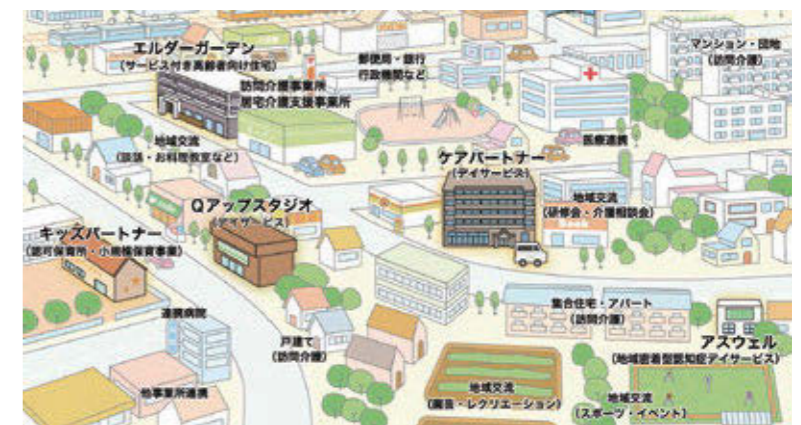 エルダーガーデン
(サービス付き高齢者向け住宅)
訪問介護事業所
居宅介護支援事業所
郵便局・銀行
行政機関など
マンション・団地
(訪問介護)
地域交流
(談話・お料理教室など)
医療連携
ケアパートナー
(デイサービス)
地域交流
(研修会・介護相談会)
Qアップスタジオ
(デイサービス)
キッズパートナー
(認可保育所・小規模保育事業)
連携病院
他事業所連携
戸建て
(訪問介護)
集合住宅・アパート
(訪問介護)
アスウェル
(地域密着型認知症デイサービス)
地域交流
(園芸・レクリエーション)
地域交流
(スポーツ・イベント)